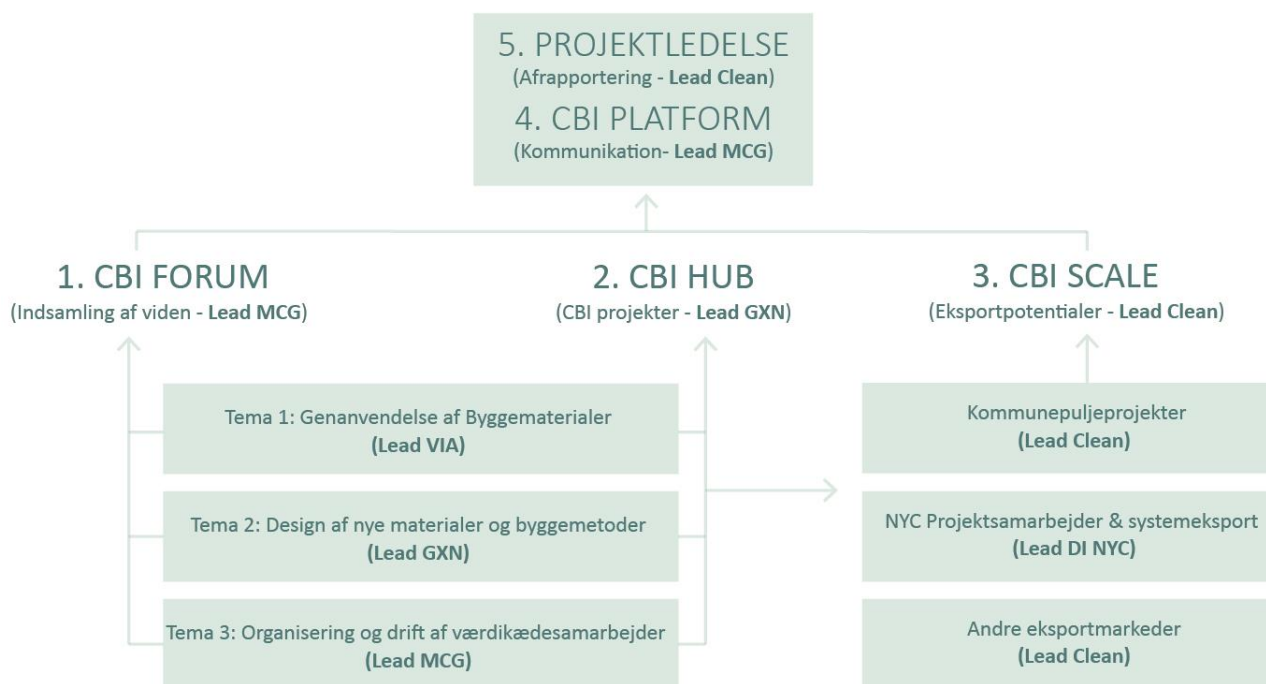 5. PROJEKTLEDELSE
(Afrapportering - Lead Clean)
4. CBI PLATFORM
(Kommunikation- Lead MCG)
1. CBI FORUM
(Indsamling af viden - Lead MCG)
2. CBI HUB
(CBI projekter - Lead GXN)
3. CBI SCALE
(Eksportpotentialer - Lead Clean)
Tema 1: Genanvendelse af Byggematerialer
(Lead VIA)
Tema 2: Design af nye materialer og byggemetoder
(Lead GXN)
Tema 3: Organisering og drift af værdikædesamarbejder
(Lead MCG)
Kommunepuljeprojekter
(Lead Clean)
NYC Projektsamarbejder & systemeksport
(Lead DI NYC)
Andre eksportmarkeder
(Lead Clean)